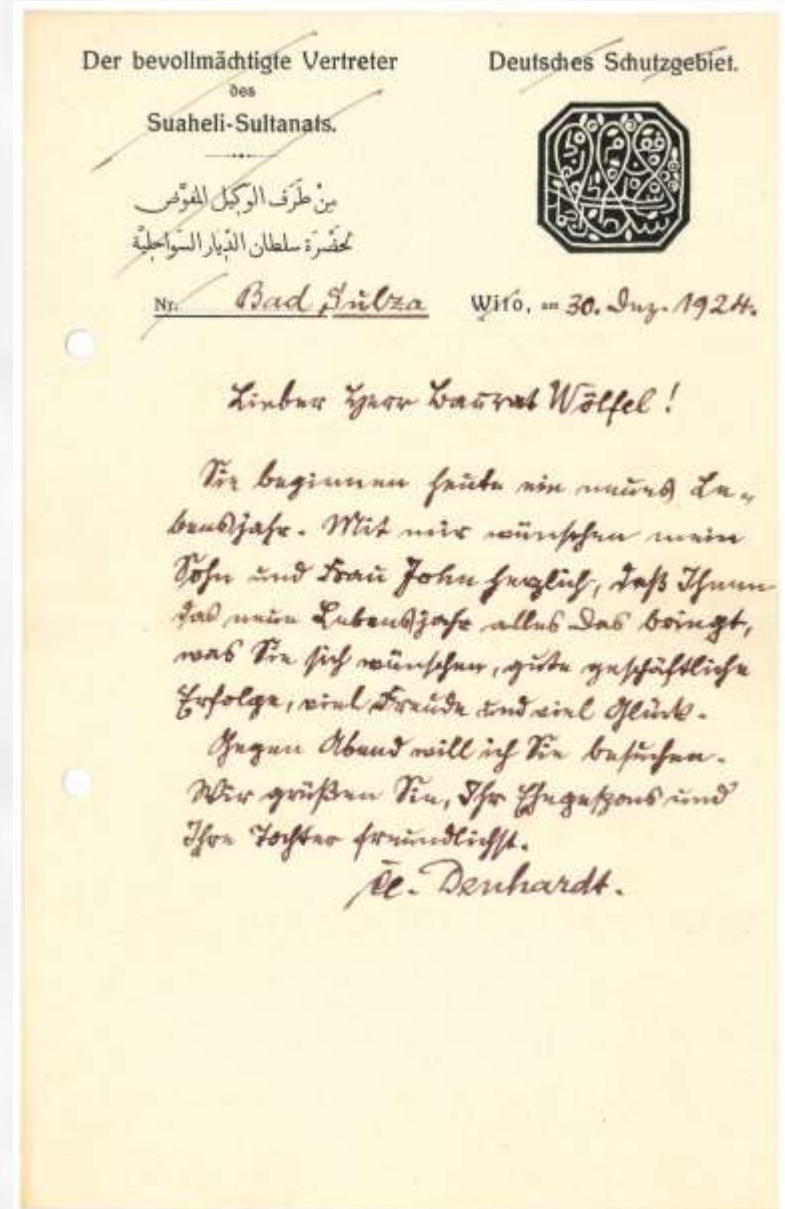 Der bevollmächtigte Vertreter
des
Suaheli-Sultanats.
Deutsches Schutzgebiet.
من طرف الوكيل المفوض
لحضرة سلطان الديار السواحلية
Nr. Bad Sulza
Wito, am 30. Dez. 1924.
Lieber Herr Baurat Wölfel!
Sie beginnen heute ein neues Le-
bensjahr. Mit mir wünschen mein
Sohn und Frau John herzlich, daß Ihnen
das neue Lebensjahr alles das bringt,
was Sie sich wünschen, gute geschäftliche
Erfolge, viel Freude und viel Glück.
Gegen Abend will ich Sie besuchen.
Wir grüßen Sie, Ihr Ehegespons und
Ihre Tochter freundlichst.
Cl. Denhardt.